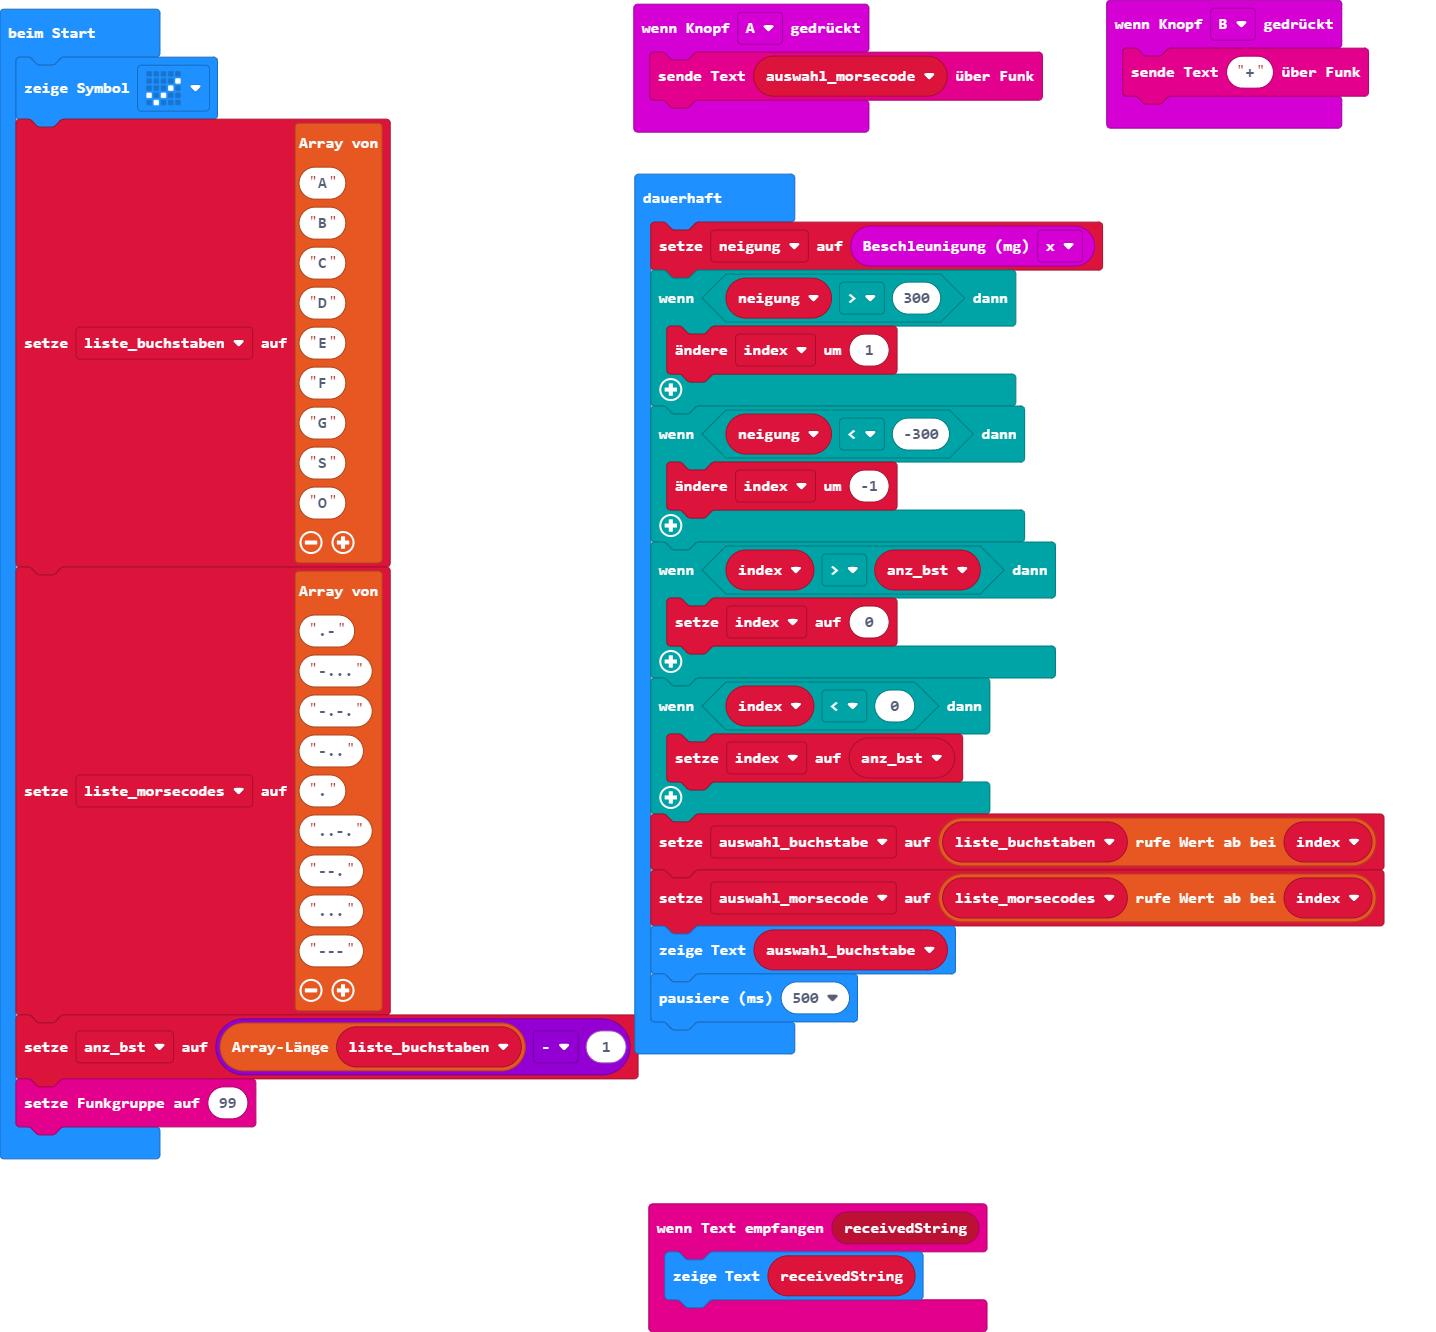 beim Start
zeige Symbol
setze liste_buchstaben auf
Array von
"A"
"B"
"C"
"D"
"E"
"F"
"G"
"S"
"O"
setze liste_morsecodes auf
Array von
".-"
"-..."
"-.-."
"-.."
"."
"..-."
"--."
"..."
"---"
setze anz_bst auf Array-Länge liste_buchstaben - 1
setze Funkgruppe auf 99
wenn Knopf A gedrückt
sende Text auswahl_morsecode über Funk
wenn Knopf B gedrückt
sende Text "+" über Funk
dauerhaft
setze neigung auf Beschleunigung (mg) x
wenn neigung > 300 dann
ändere index um 1
wenn neigung < -300 dann
ändere index um -1
wenn index > anz_bst dann
setze index auf 0
wenn index < 0 dann
setze index auf anz_bst
setze auswahl_buchstabe auf liste_buchstaben rufe Wert ab bei index
setze auswahl_morsecode auf liste_morsecodes rufe Wert ab bei index
zeige Text auswahl_buchstabe
pausiere (ms) 500
wenn Text empfangen receivedString
zeige Text receivedString